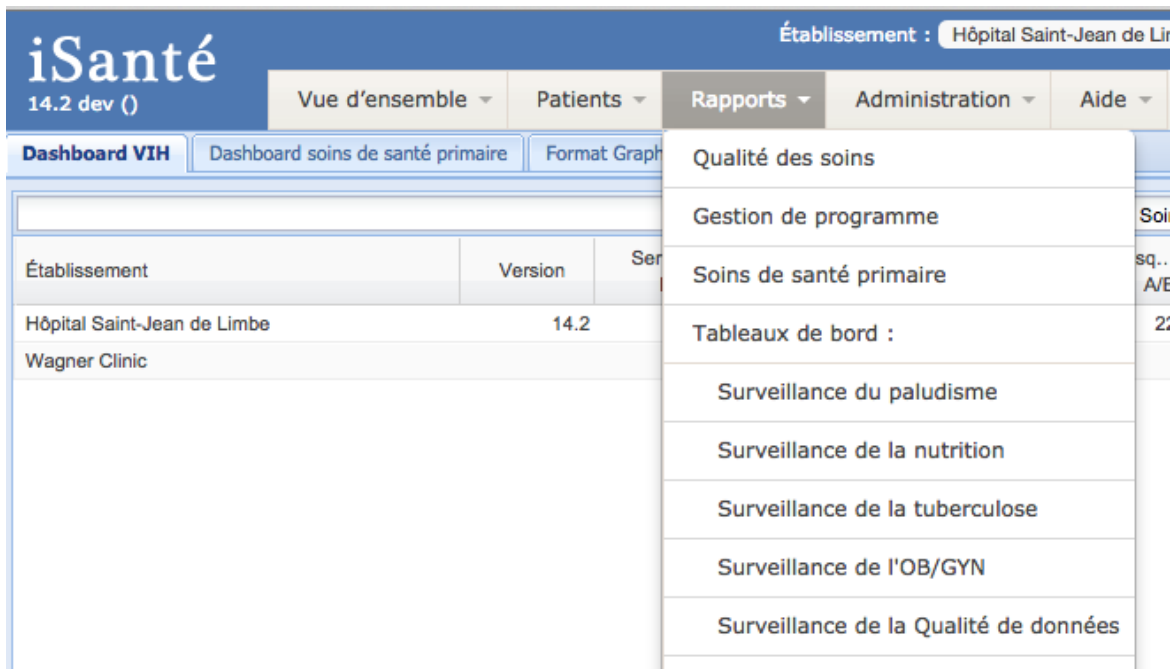 Établissement : Hôpital Saint-Jean de
iSanté
14.2 dev ()
Vue d'ensemble Patients Rapports Administration Aide
Dashboard VIH Dashboard soins de santé primaire Format
Qualité des soins
Gestion de programme
Établissement Version
Soins de santé primaire
A/
Hôpital Saint-Jean de Limbe 14.2
Tableaux de bord :
Wagner Clinic
Surveillance du paludisme
Surveillance de la nutrition
Surveillance de la tuberculose
Surveillance de l'OB/GYN
Surveillance de la Qualité de données